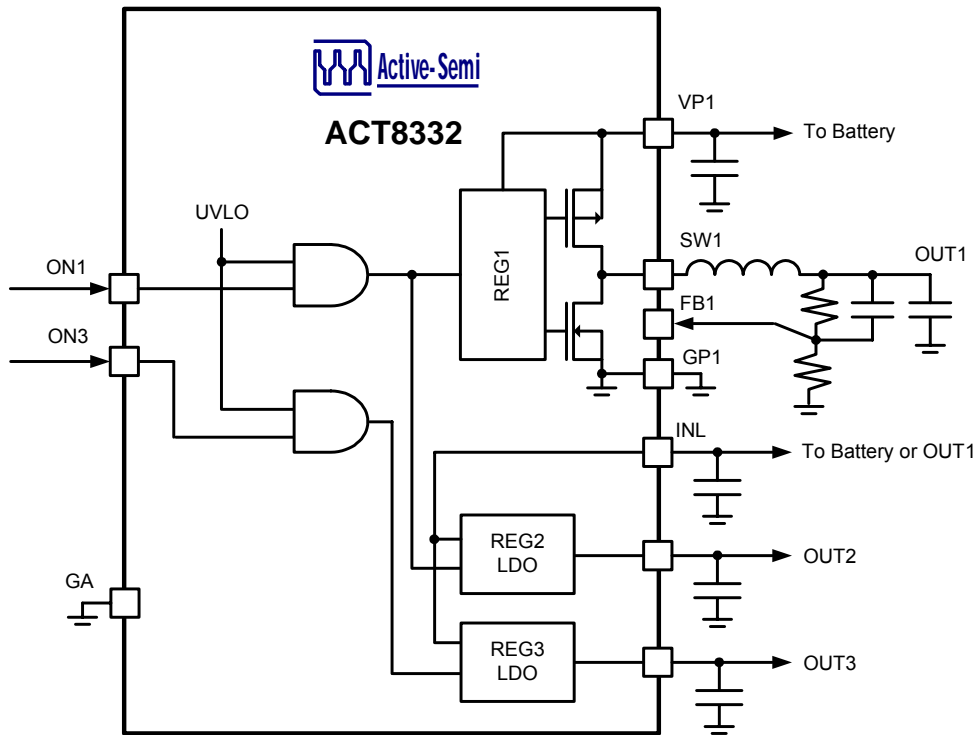 Active-Semi
ACT8332
VP1
To Battery
UVLO
ON1
REG1
SW1
OUT1
FB1
ON3
GP1
INL
To Battery or OUT1
REG2
LDO
OUT2
GA
REG3
LDO
OUT3